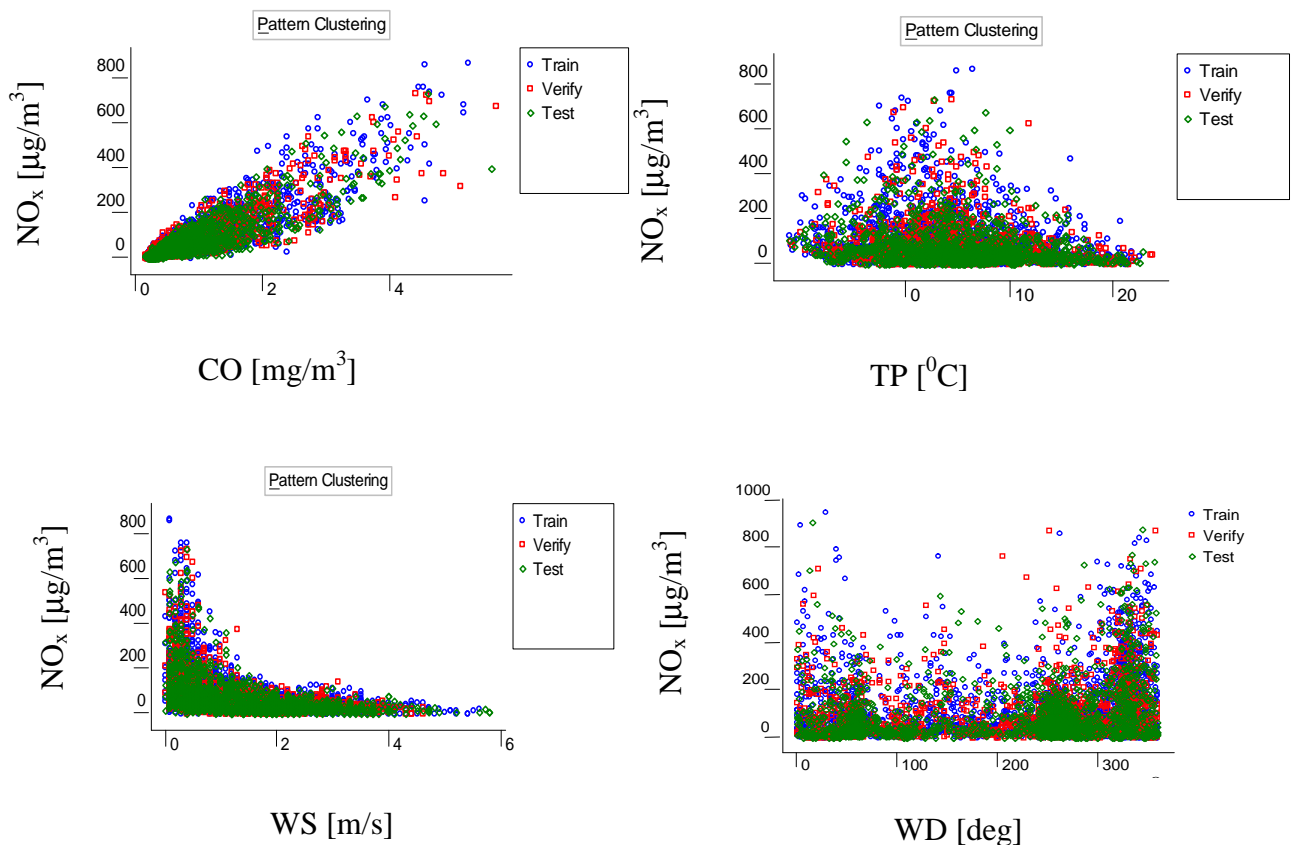 Pattern Clustering
NOx [µg/m³]
800
600
400
200
0
0 2 4
CO [mg/m³]
Train
Verify
Test
Pattern Clustering
NOx [µg/m³]
800
600
400
200
0
0 10 20
TP [⁰C]
Train
Verify
Test
Pattern Clustering
NOx [µg/m³]
800
600
400
200
0
0 2 4 6
WS [m/s]
Train
Verify
Test
NOx [µg/m³]
1000
800
600
400
200
0
0 100 200 300
WD [deg]
Train
Verify
Test